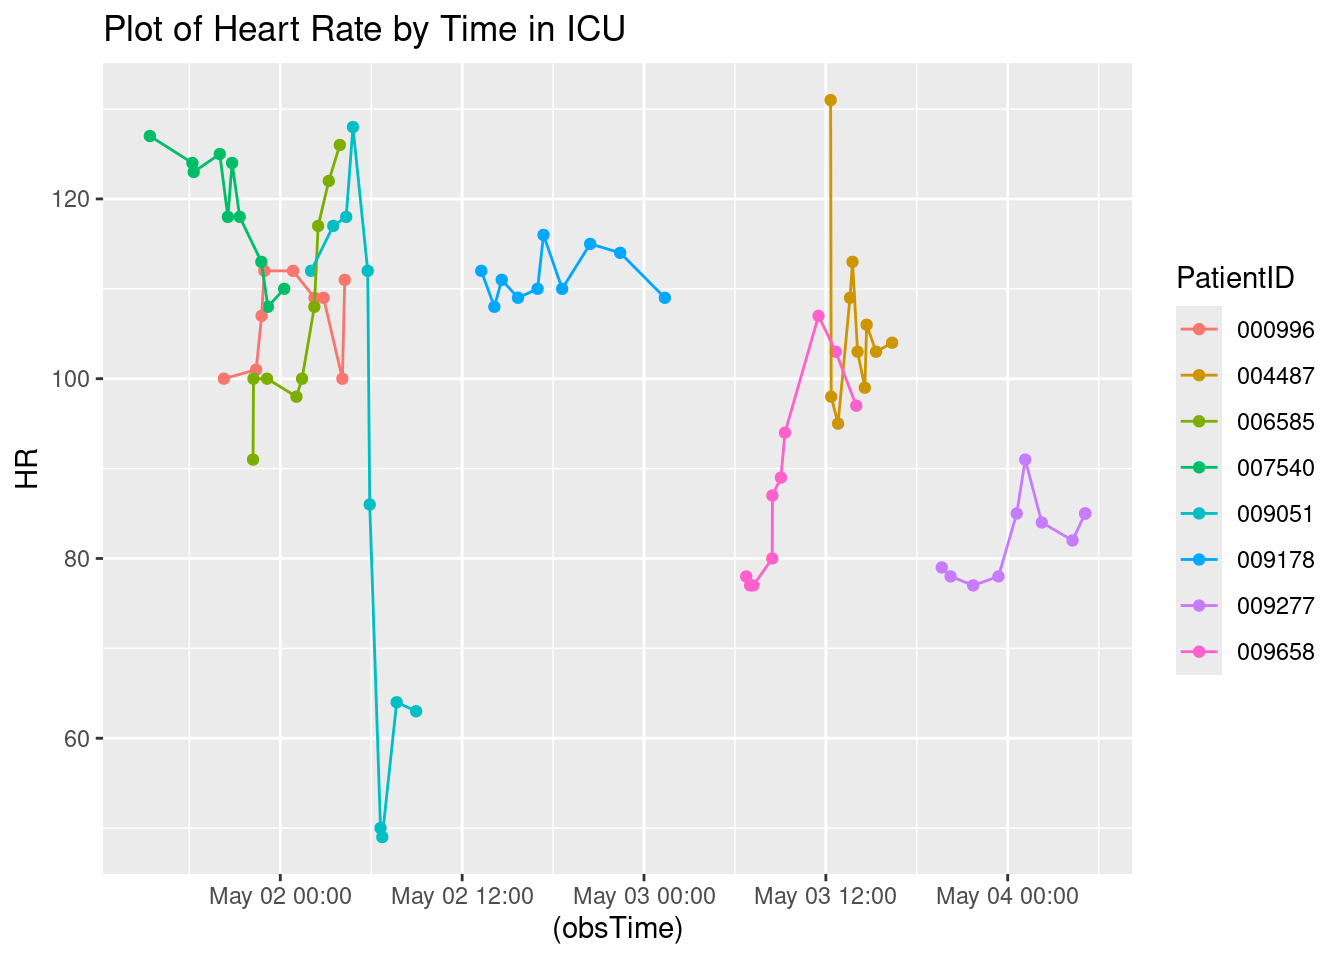 Plot of Heart Rate by Time in ICU
HR
120
100
80
60
May 02 00:00
May 02 12:00
May 03 00:00
May 03 12:00
May 04 00:00
(obsTime)
PatientID
000996
004487
006585
007540
009051
009178
009277
009658